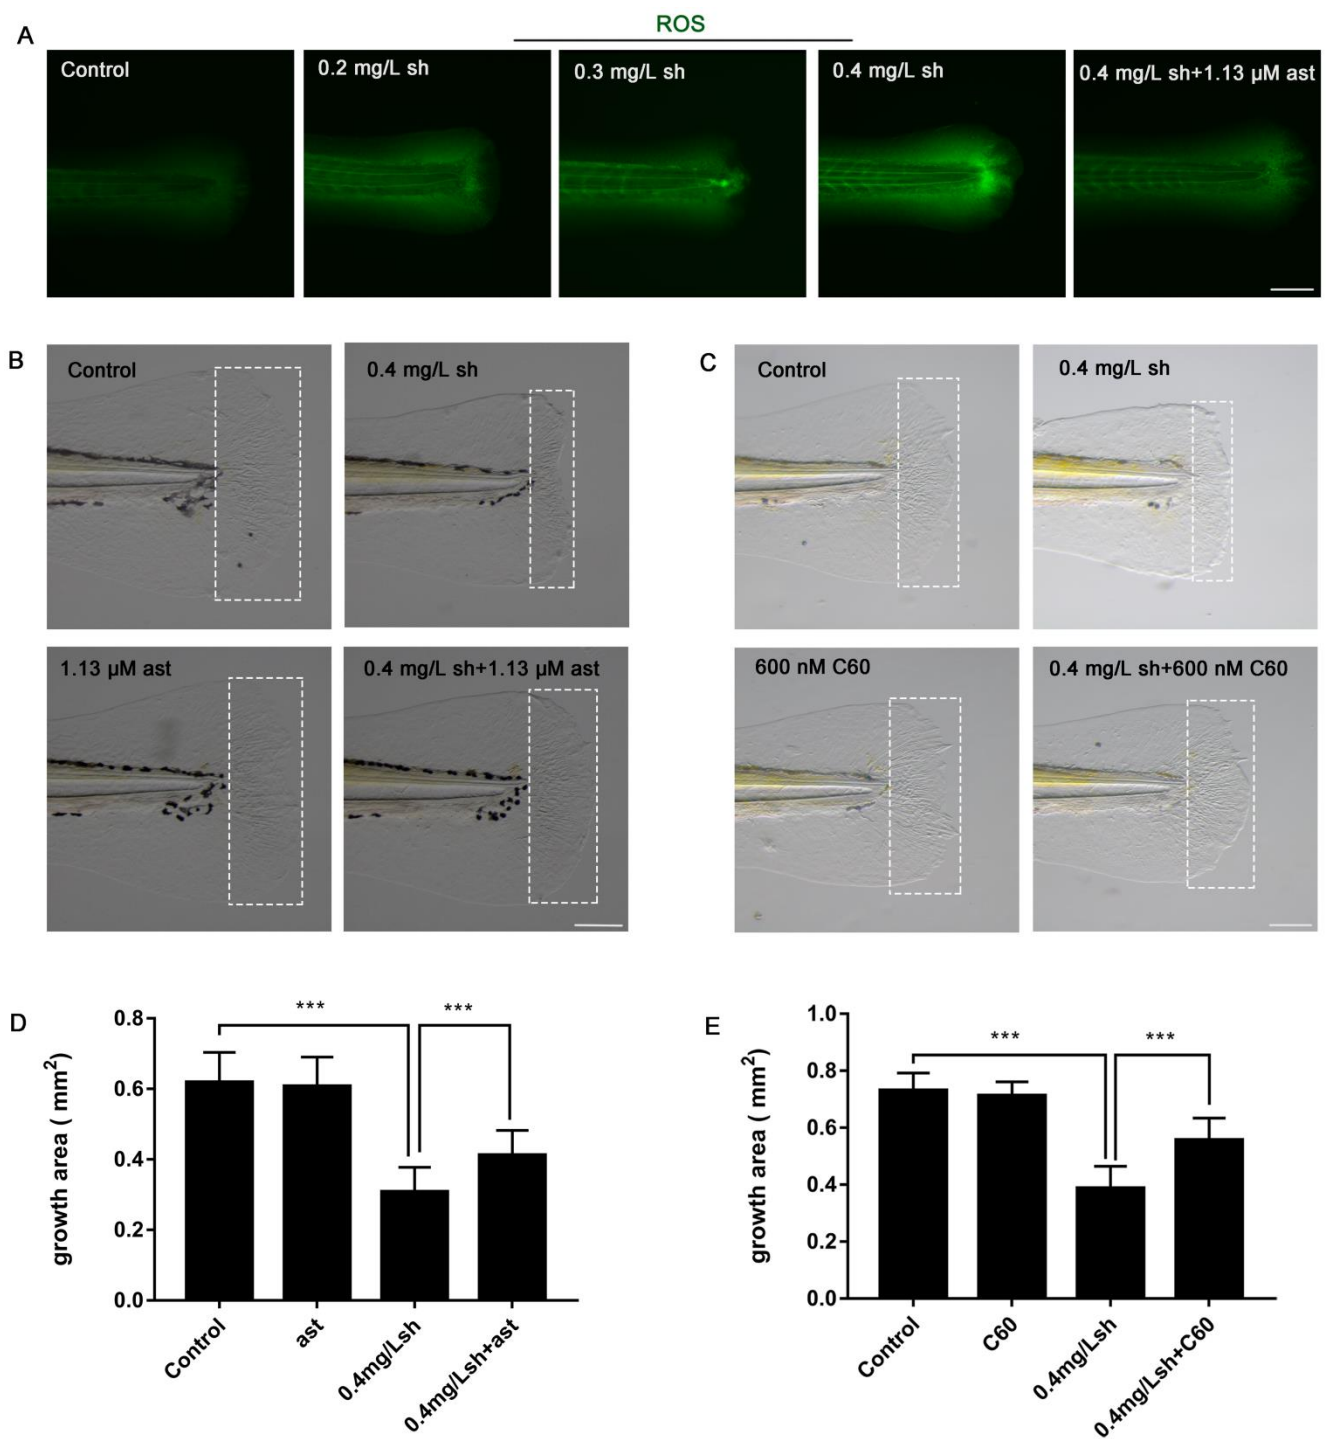 ROS
A
Control
0.2 mg/L sh
0.3 mg/L sh
0.4 mg/L sh
0.4 mg/L sh+1.13 µM ast
B
Control
0.4 mg/L sh
1.13 µM ast
0.4 mg/L sh+1.13 µM ast
C
Control
0.4 mg/L sh
600 nM C60
0.4 mg/L sh+600 nM C60
D
growth area ( mm²)
0.8
0.6
0.4
0.2
0.0
***
***
Control
ast
0.4mg/Lsh
0.4mg/Lsh+ast
E
growth area ( mm²)
1.0
0.8
0.6
0.4
0.2
0.0
***
***
Control
C60
0.4mg/Lsh
0.4mg/Lsh+C60